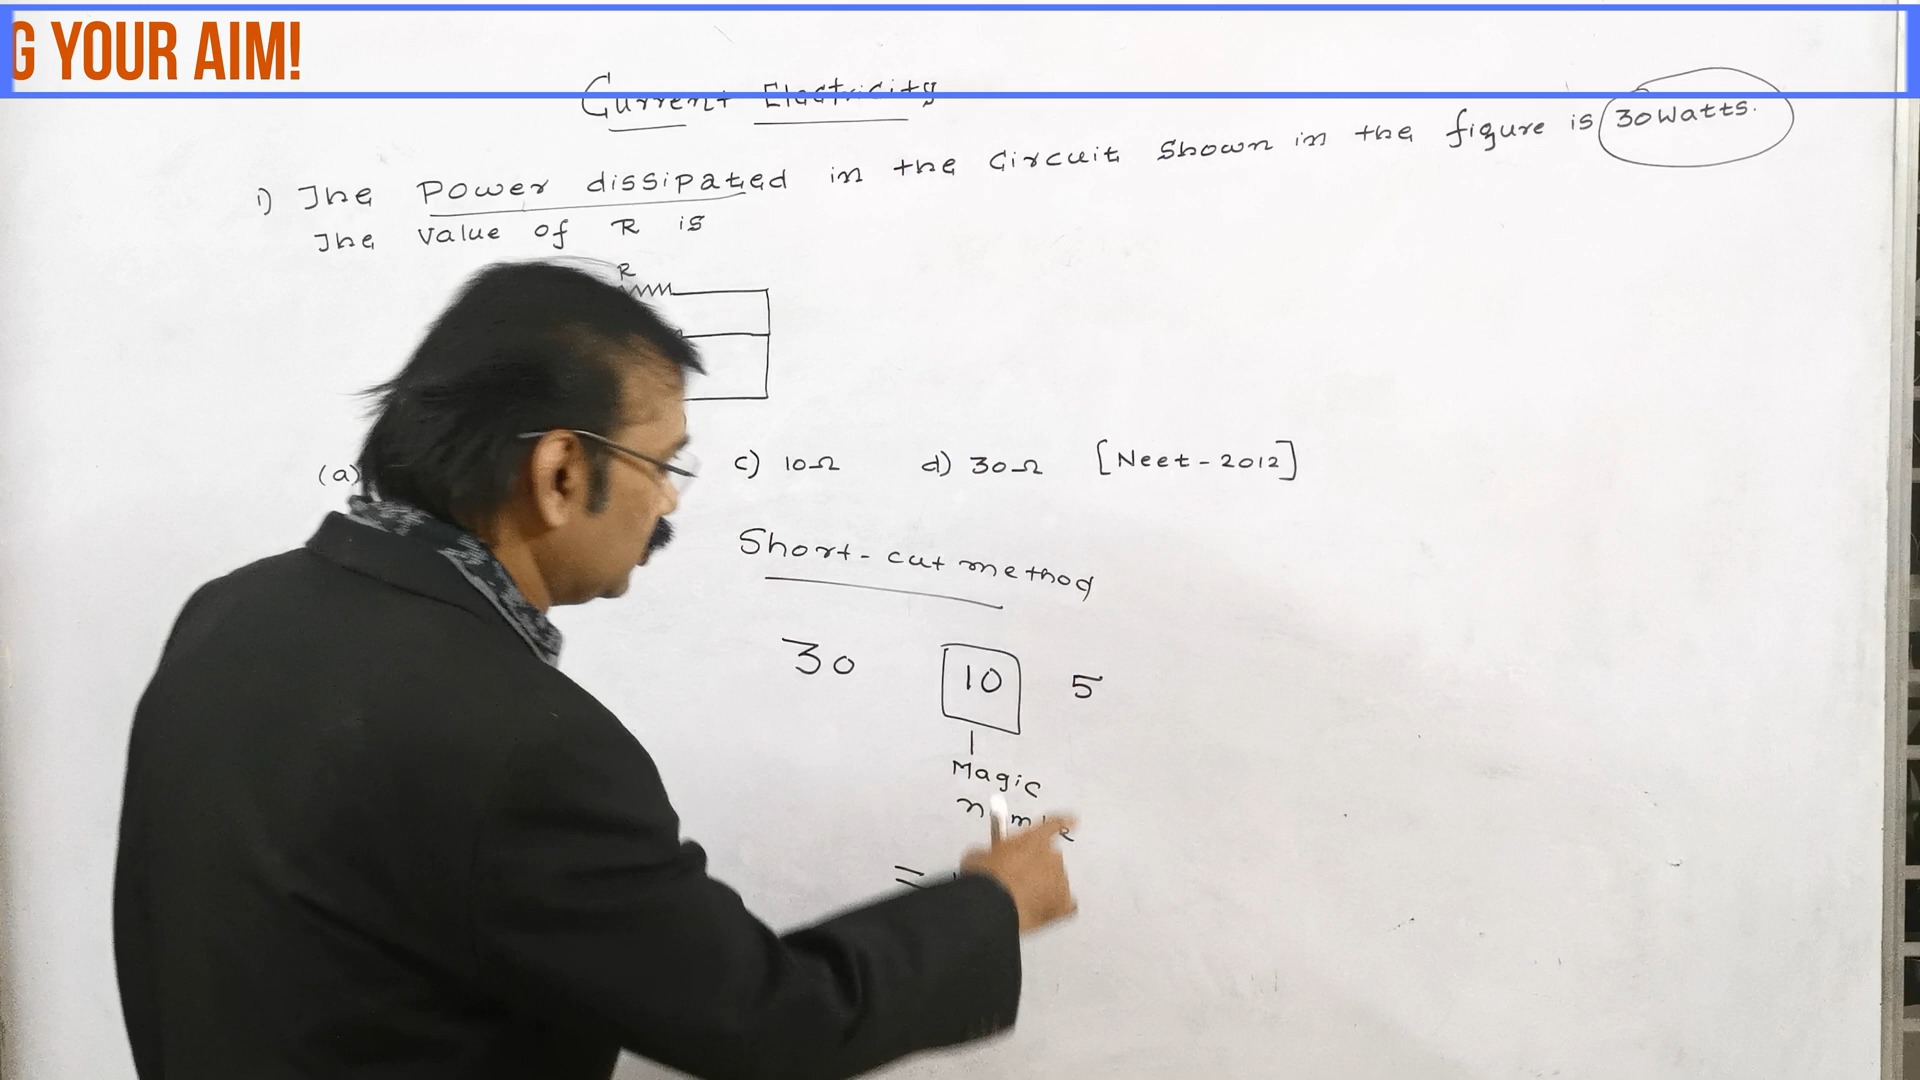 G YOUR AIM!
Current Electricity
1) The Power dissipated in the Circuit Shown in the figure is 30 Watts.
The Value of R is
R
(a) c) 10Ω d) 30Ω [Neet - 2012]
Short-cut method
30 10 5
Magic
=